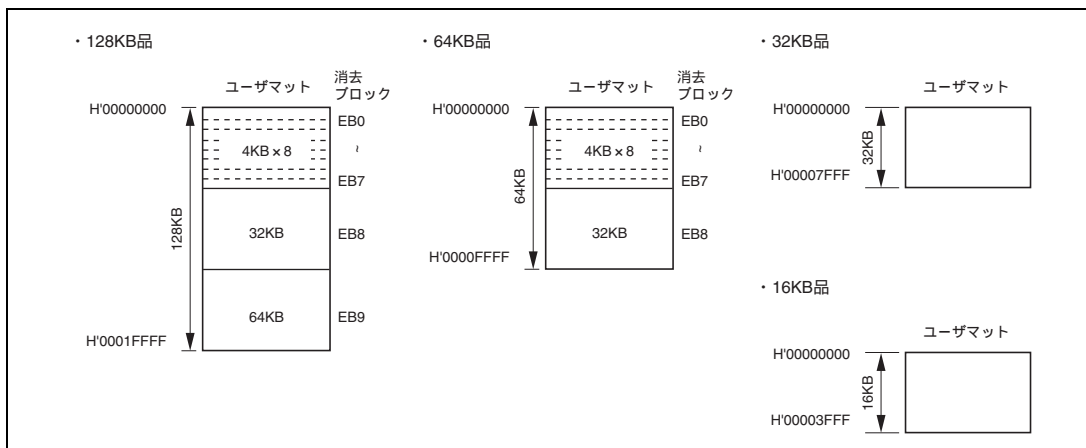 ・128KB品
ユーザマット
消去
ブロック
H'00000000
EB0
～
4KB×8
EB7
128KB
32KB
EB8
64KB
EB9
H'0001FFFF
・64KB品
ユーザマット
消去
ブロック
H'00000000
EB0
～
4KB×8
EB7
64KB
32KB
EB8
H'0000FFFF
・32KB品
ユーザマット
H'00000000
32KB
H'00007FFF
・16KB品
ユーザマット
H'00000000
16KB
H'00003FFF